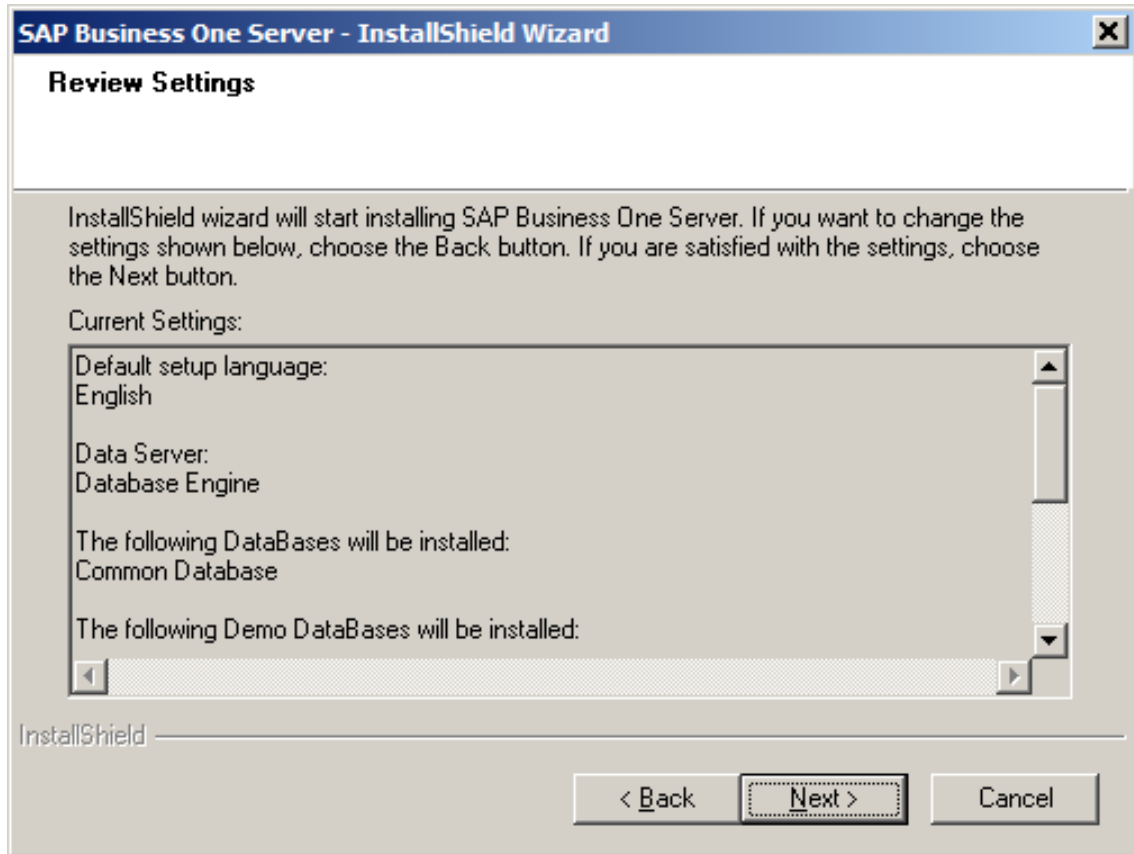 SAP Business One Server - InstallShield Wizard
Review Settings
InstallShield wizard will start installing SAP Business One Server. If you want to change the
settings shown below, choose the Back button. If you are satisfied with the settings, choose
the Next button.
Current Settings:
Default setup language:
English
Data Server:
Database Engine
The following DataBases will be installed:
Common Database
The following Demo DataBases will be installed:
InstallShield
< Back
Next >
Cancel